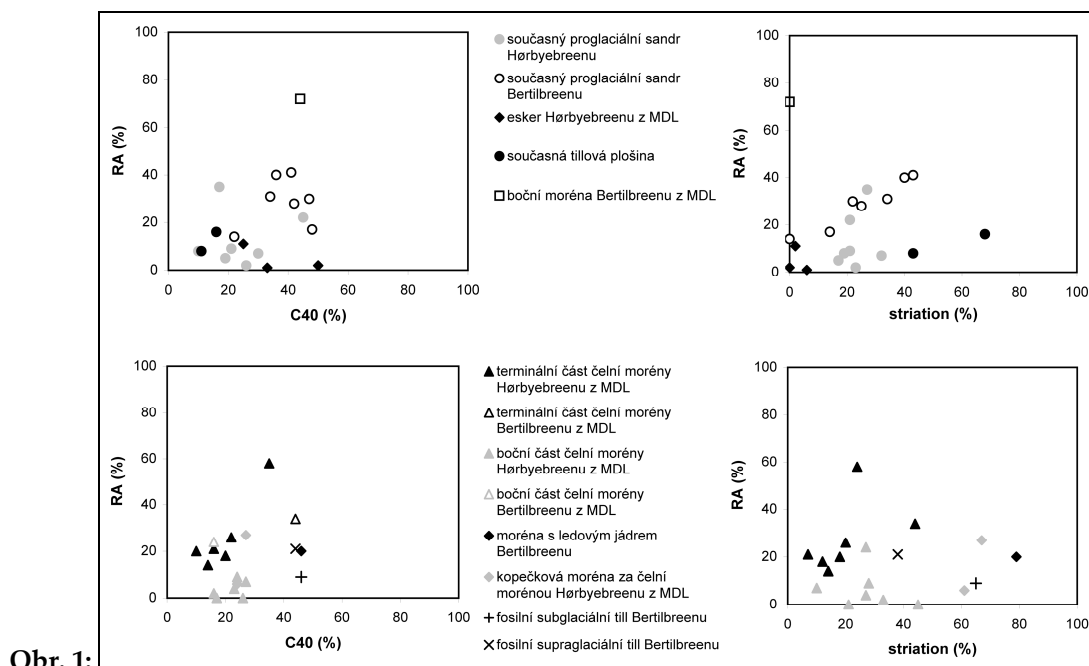 100
80
60
40
20
0
RA (%)
0 20 40 60 80 100
C40 (%)
současný proglaciální sandr
Hørbyebreenu
současný proglaciální sandr
Bertilbreenu
esker Hørbyebreenu z MDL
současná tillová plošina
boční moréna Bertilbreenu z MDL
100
80
60
40
20
0
RA (%)
0 20 40 60 80 100
striation (%)
100
80
60
40
20
0
RA (%)
0 20 40 60 80 100
C40 (%)
terminální část čelní morény
Hørbyebreenu z MDL
terminální část čelní morény
Bertilbreenu z MDL
boční část čelní morény
Hørbyebreenu z MDL
boční část čelní morény
Bertilbreenu z MDL
moréna s ledovým jádrem
Bertilbreenu
kopečková moréna za čelní
morénou Hørbyebreenu z MDL
fosilní subglaciální till Bertilbreenu
fosilní supraglaciální till Bertilbreenu
100
80
60
40
20
0
RA (%)
0 20 40 60 80 100
striation (%)
Obr. 1: